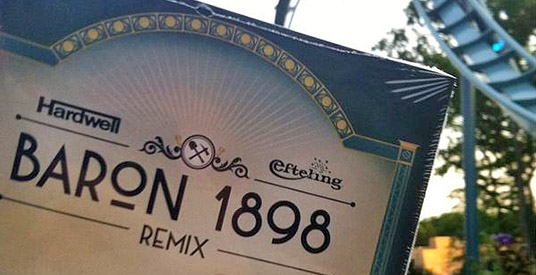 Hardwell
efteling
BARON 1898
REMIX